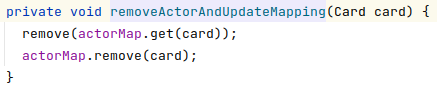 private void removeActorAndUpdateMapping(Card card) {
  remove(actorMap.get(card));
  actorMap.remove(card);
}